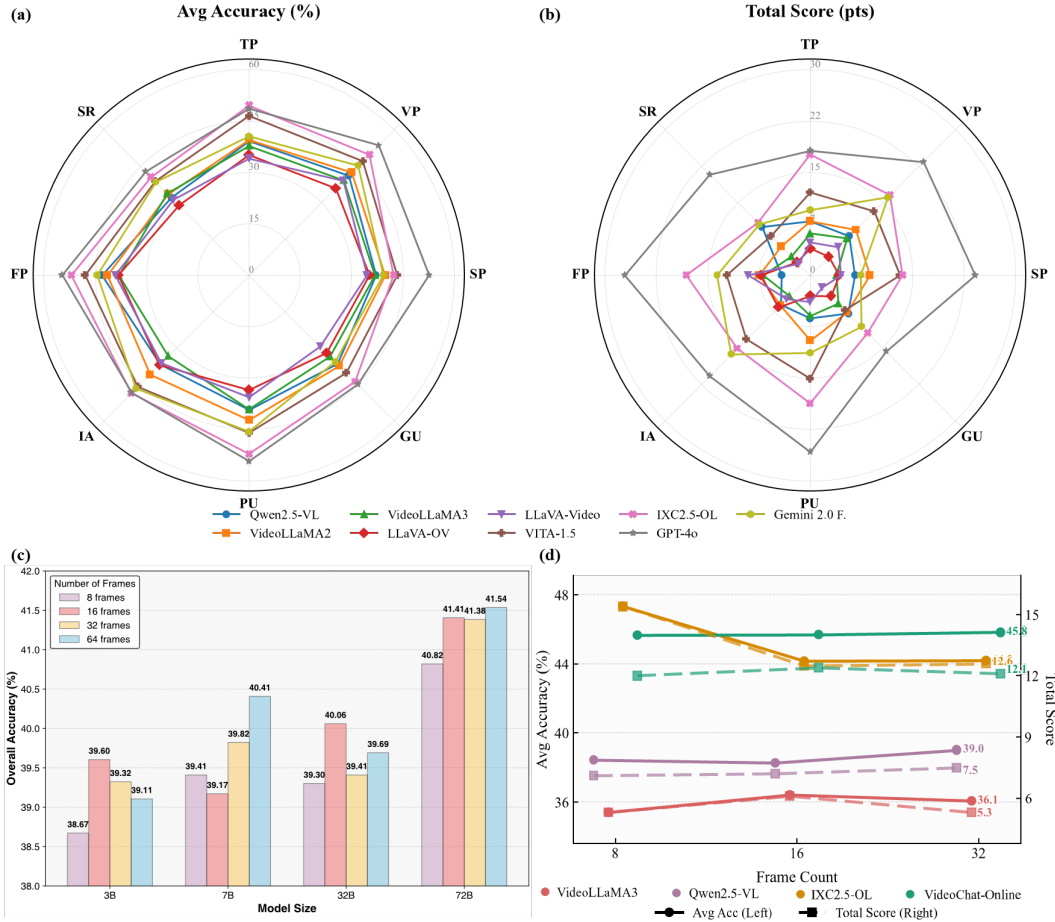 (a) Avg Accuracy (%)
TP
VP
SP
GU
PU
IA
FP
SR
60
45
30
15
0
(b) Total Score (pts)
TP
VP
SP
GU
PU
IA
FP
SR
30
22
15
7
0
Qwen2.5-VL VideoLLaMA3 LLaVA-Video IXC2.5-OL Gemini 2.0 F.
VideoLLaMA2 LLaVA-OV VITA-1.5 GPT-4o
(c)
Overall Accuracy (%)
42.0
41.5
41.0
40.5
40.0
39.5
39.0
38.5
38.0
Number of Frames
8 frames
16 frames
32 frames
64 frames
38.67 39.60 39.32 39.11
39.41 39.17 39.82 40.41
39.30 40.06 39.41 39.69
40.82 41.41 41.38 41.54
3B 7B 32B 72B
Model Size
(d)
Avg Accuracy (%)
48
44
40
36
Total Score
15
12
9
6
45.8
12.6
12.1
39.0
7.5
36.1
5.3
8 16 32
Frame Count
VideoLLaMA3 Qwen2.5-VL IXC2.5-OL VideoChat-Online
Avg Acc (Left) Total Score (Right)